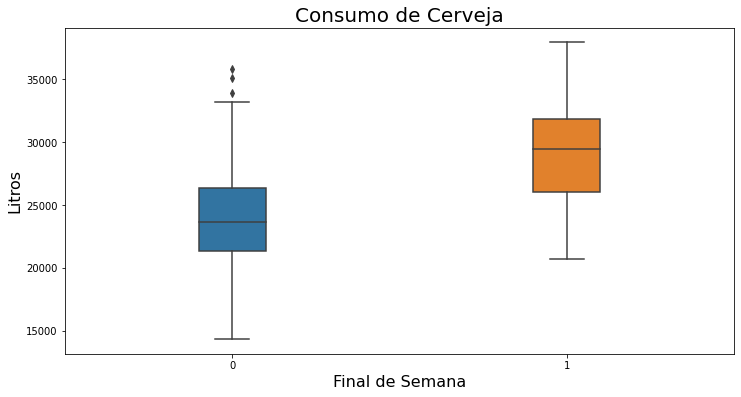 Consumo de Cerveja
Litros
35000
30000
25000
20000
15000
0
1
Final de Semana